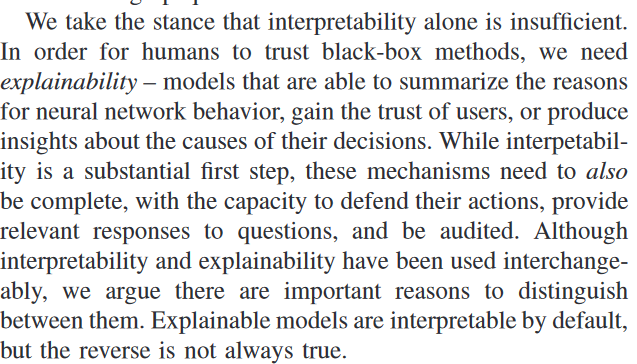 We take the stance that interpretability alone is insufficient.
In order for humans to trust black-box methods, we need
explainability – models that are able to summarize the reasons
for neural network behavior, gain the trust of users, or produce
insights about the causes of their decisions. While interpetabil-
ity is a substantial first step, these mechanisms need to also
be complete, with the capacity to defend their actions, provide
relevant responses to questions, and be audited. Although
interpretability and explainability have been used interchange-
ably, we argue there are important reasons to distinguish
between them. Explainable models are interpretable by default,
but the reverse is not always true.